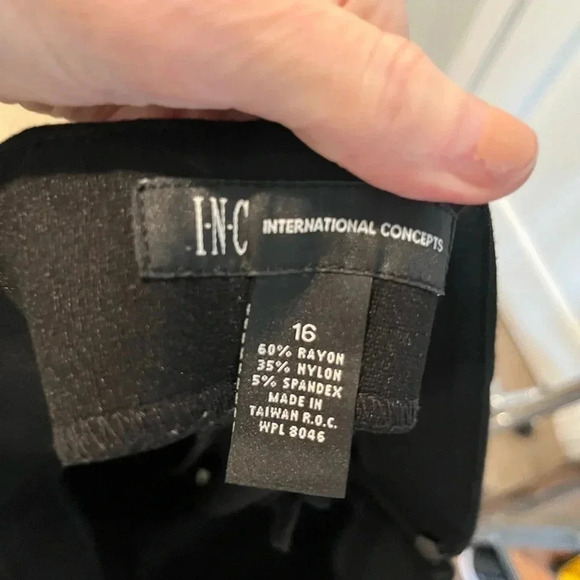 I·N·C INTERNATIONAL CONCEPTS
16
60% RAYON
35% NYLON
5% SPANDEX
MADE IN
TAIWAN R.O.C.
WPL 8046